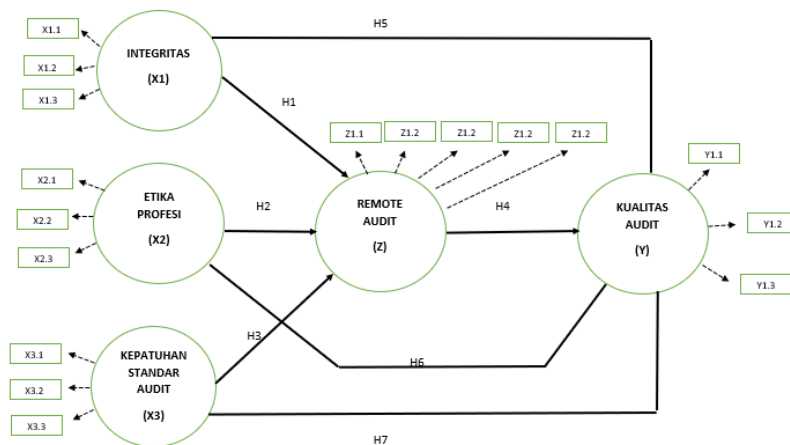 X1.1
X1.2
X1.3
INTEGRITAS
(X1)
H5
H1
Z1.1
Z1.2
Z1.2
Z1.2
Z1.2
X2.1
X2.2
X2.3
ETIKA
PROFESI
(X2)
H2
REMOTE
AUDIT
(Z)
H4
KUALITAS
AUDIT
(Y)
Y1.1
Y1.2
Y1.3
H3
H6
X3.1
X3.2
X3.3
KEPATUHAN
STANDAR
AUDIT
(X3)
H7